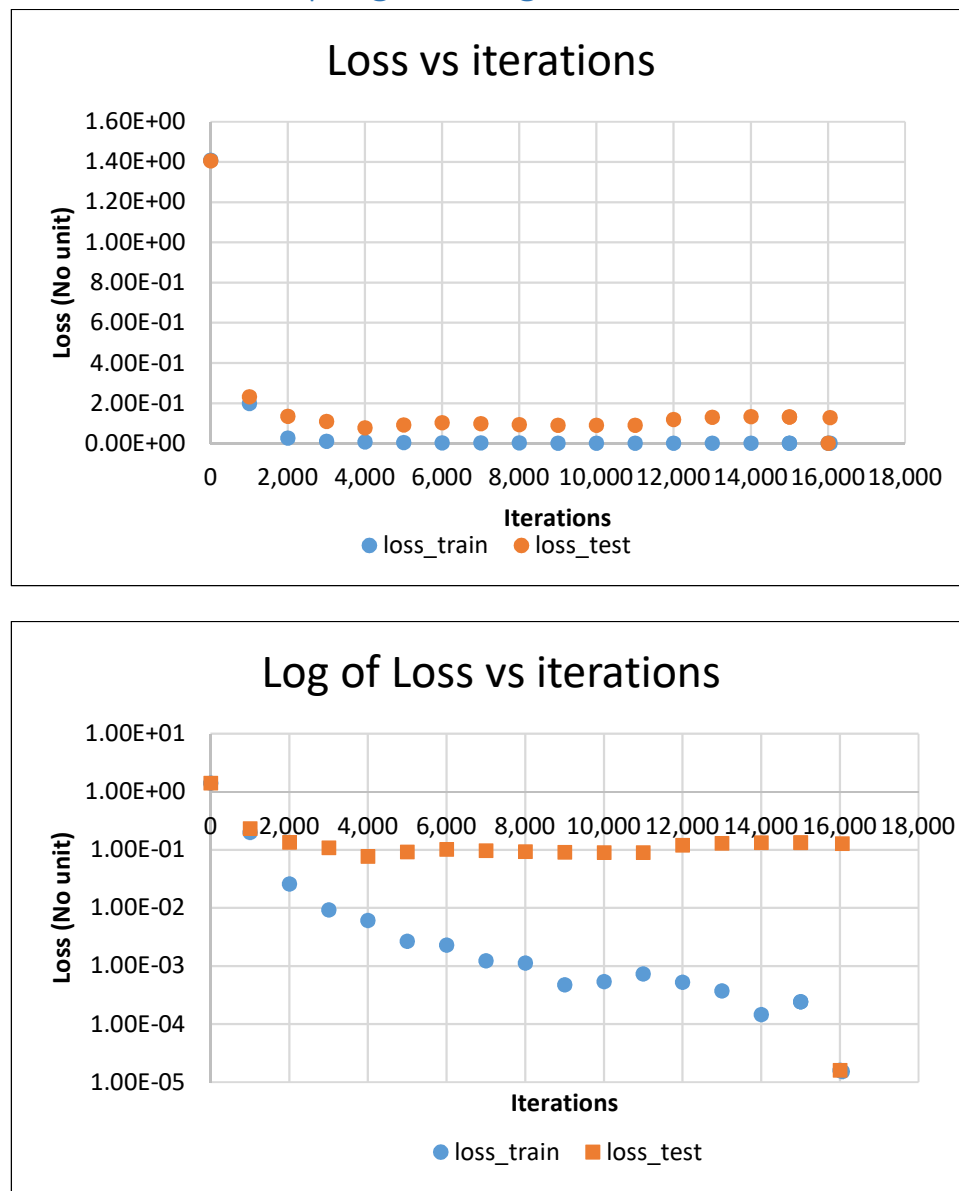 Loss vs iterations
1.60E+00
1.40E+00
1.20E+00
1.00E+00
8.00E-01
6.00E-01
4.00E-01
2.00E-01
0.00E+00
Loss (No unit)
0 2,000 4,000 6,000 8,000 10,000 12,000 14,000 16,000 18,000
Iterations
loss_train loss_test
Log of Loss vs iterations
1.00E+01
1.00E+00
1.00E-01
1.00E-02
1.00E-03
1.00E-04
1.00E-05
Loss (No unit)
0 2,000 4,000 6,000 8,000 10,000 12,000 14,000 16,000 18,000
Iterations
loss_train loss_test